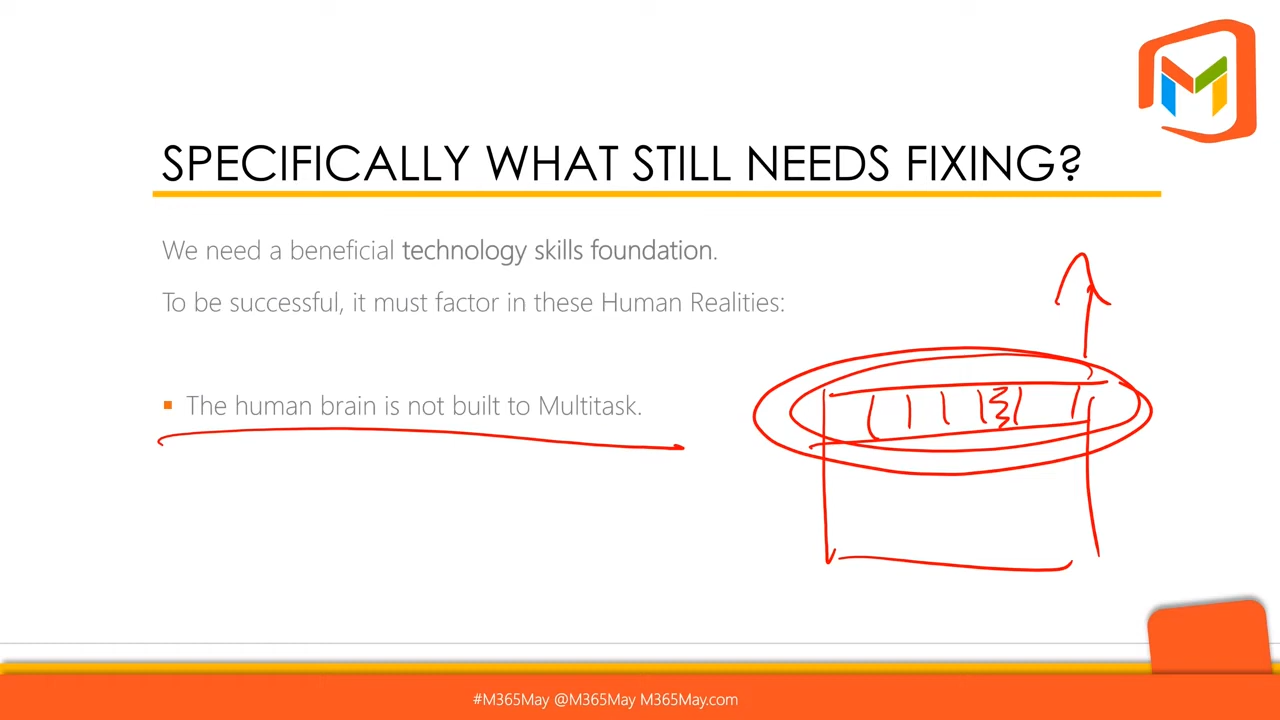 SPECIFICALLY WHAT STILL NEEDS FIXING?
We need a beneficial technology skills foundation.
To be successful, it must factor in these Human Realities:
The human brain is not built to Multitask.
#M365May @M365May M365May.com